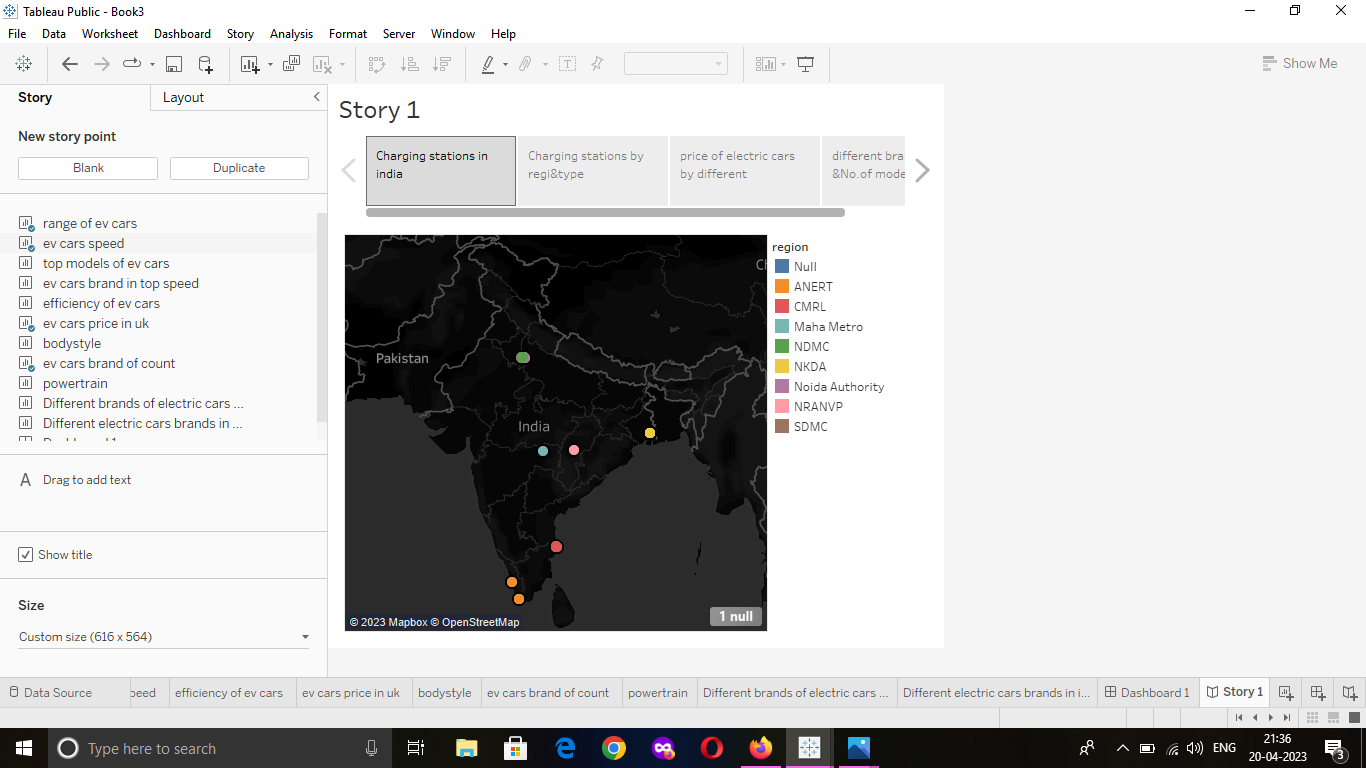 Tableau Public - Book3
File Data Worksheet Dashboard Story Analysis Format Server Window Help
Show Me
Story Layout
New story point
Blank Duplicate
range of ev cars
ev cars speed
top models of ev cars
ev cars brand in top speed
efficiency of ev cars
ev cars price in uk
bodystyle
ev cars brand of count
powertrain
Different brands of electric cars ...
Different electric cars brands in ...
A Drag to add text
Show title
Size
Custom size (616 x 564)
Story 1
Charging stations in
india
Charging stations by
regi&type
price of electric cars
by different
different bra
&No.of mode
Pakistan
India
Ch
© 2023 Mapbox © OpenStreetMap
1 null
region
Null
ANERT
CMRL
Maha Metro
NDMC
NKDA
Noida Authority
NRANVP
SDMC
Data Source peed efficiency of ev cars ev cars price in uk bodystyle ev cars brand of count powertrain Different brands of electric cars ... Different electric cars brands in i... Dashboard 1 Story 1
Type here to search
ENG
21:36
20-04-2023
3